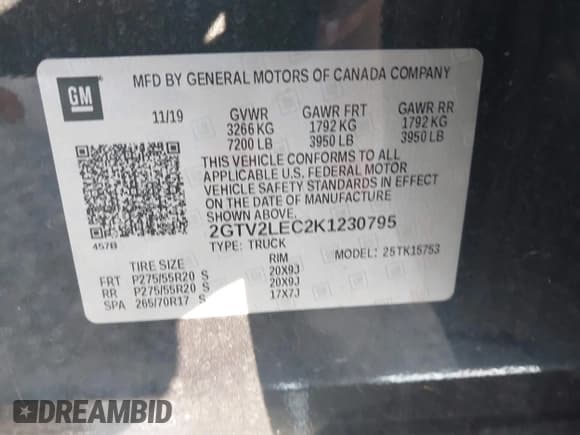 GM
MFD BY GENERAL MOTORS OF CANADA COMPANY
11/19 GVWR GAWR FRT GAWR RR
3266 KG 1792 KG 1792 KG
7200 LB 3950 LB 3950 LB
THIS VEHICLE CONFORMS TO ALL
APPLICABLE U.S. FEDERAL MOTOR
VEHICLE SAFETY STANDARDS IN EFFECT
ON THE DATE OF MANUFACTURE
SHOWN ABOVE.
457B 2GTV2LEC2K1230795
TYPE: TRUCK MODEL: 25TK15753
TIRE SIZE RIM
FRT P275/55R20 S 20X9J
RR P275/55R20 S 20X9J
SPA 265/70R17 S 17X7J
DREAMBID